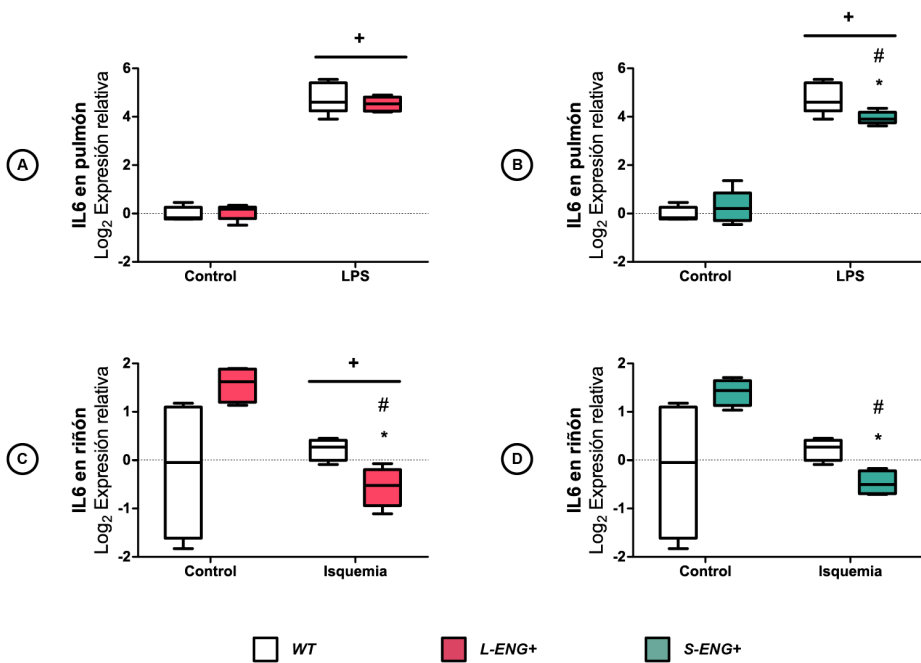 A
IL6 en pulmón
Log2 Expresión relativa
6
4
2
0
-2
+
Control
LPS
B
IL6 en pulmón
Log2 Expresión relativa
6
4
2
0
-2
+
#
*
Control
LPS
C
IL6 en riñón
Log2 Expresión relativa
2
1
0
-1
-2
+
#
*
Control
Isquemia
D
IL6 en riñón
Log2 Expresión relativa
2
1
0
-1
-2
#
*
Control
Isquemia
WT
L-ENG+
S-ENG+